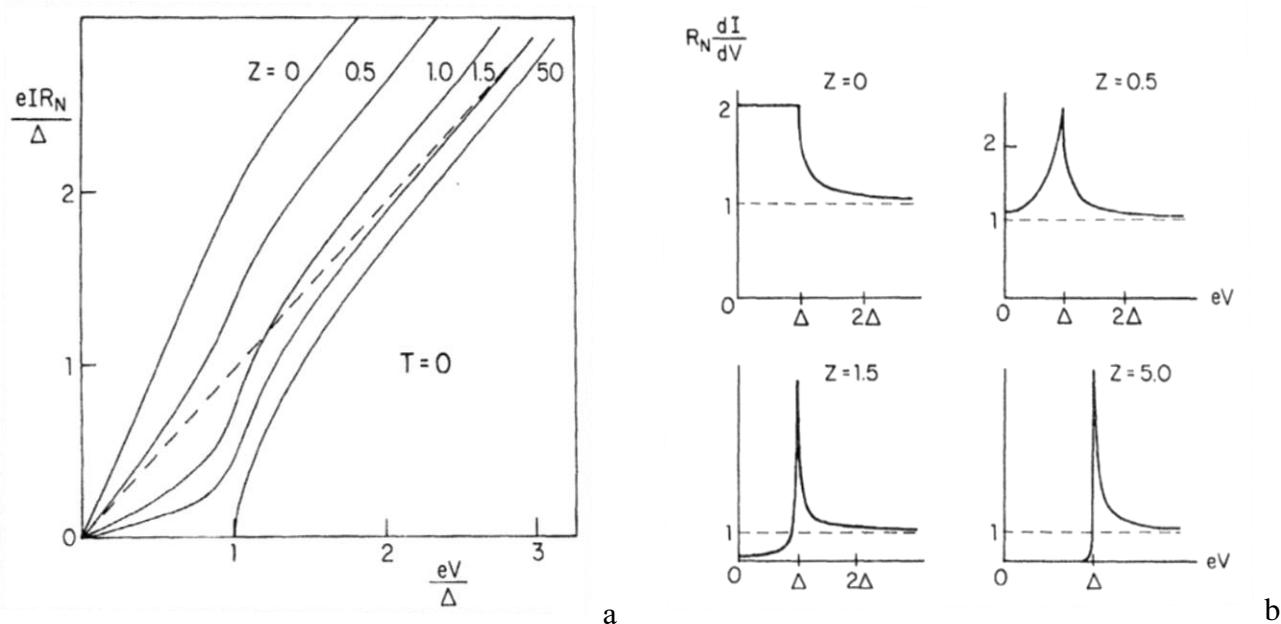 eIR_N
Δ
Z = 0 0.5 1.0 1.5 50
2
1
0
T = 0
1 2 3
eV
Δ
a
R_N dI
dV
Z = 0
2
1
0
Δ 2Δ
Z = 0.5
2
1
0 Δ 2Δ eV
Z = 1.5
1
0 Δ 2Δ
Z = 5.0
1
0 Δ eV
b